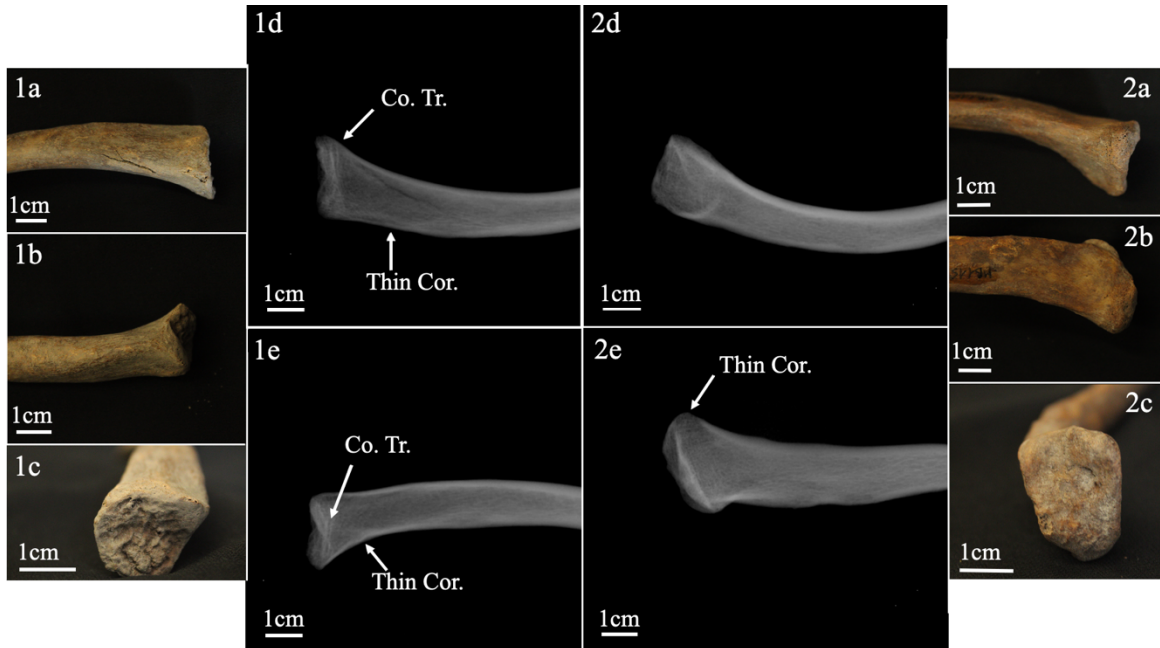 1a
1cm
1b
1cm
1c
1cm
1d
Co. Tr.
Thin Cor.
1cm
1e
Co. Tr.
Thin Cor.
1cm
2d
1cm
2e
Thin Cor.
1cm
2a
1cm
2b
1cm
2c
1cm